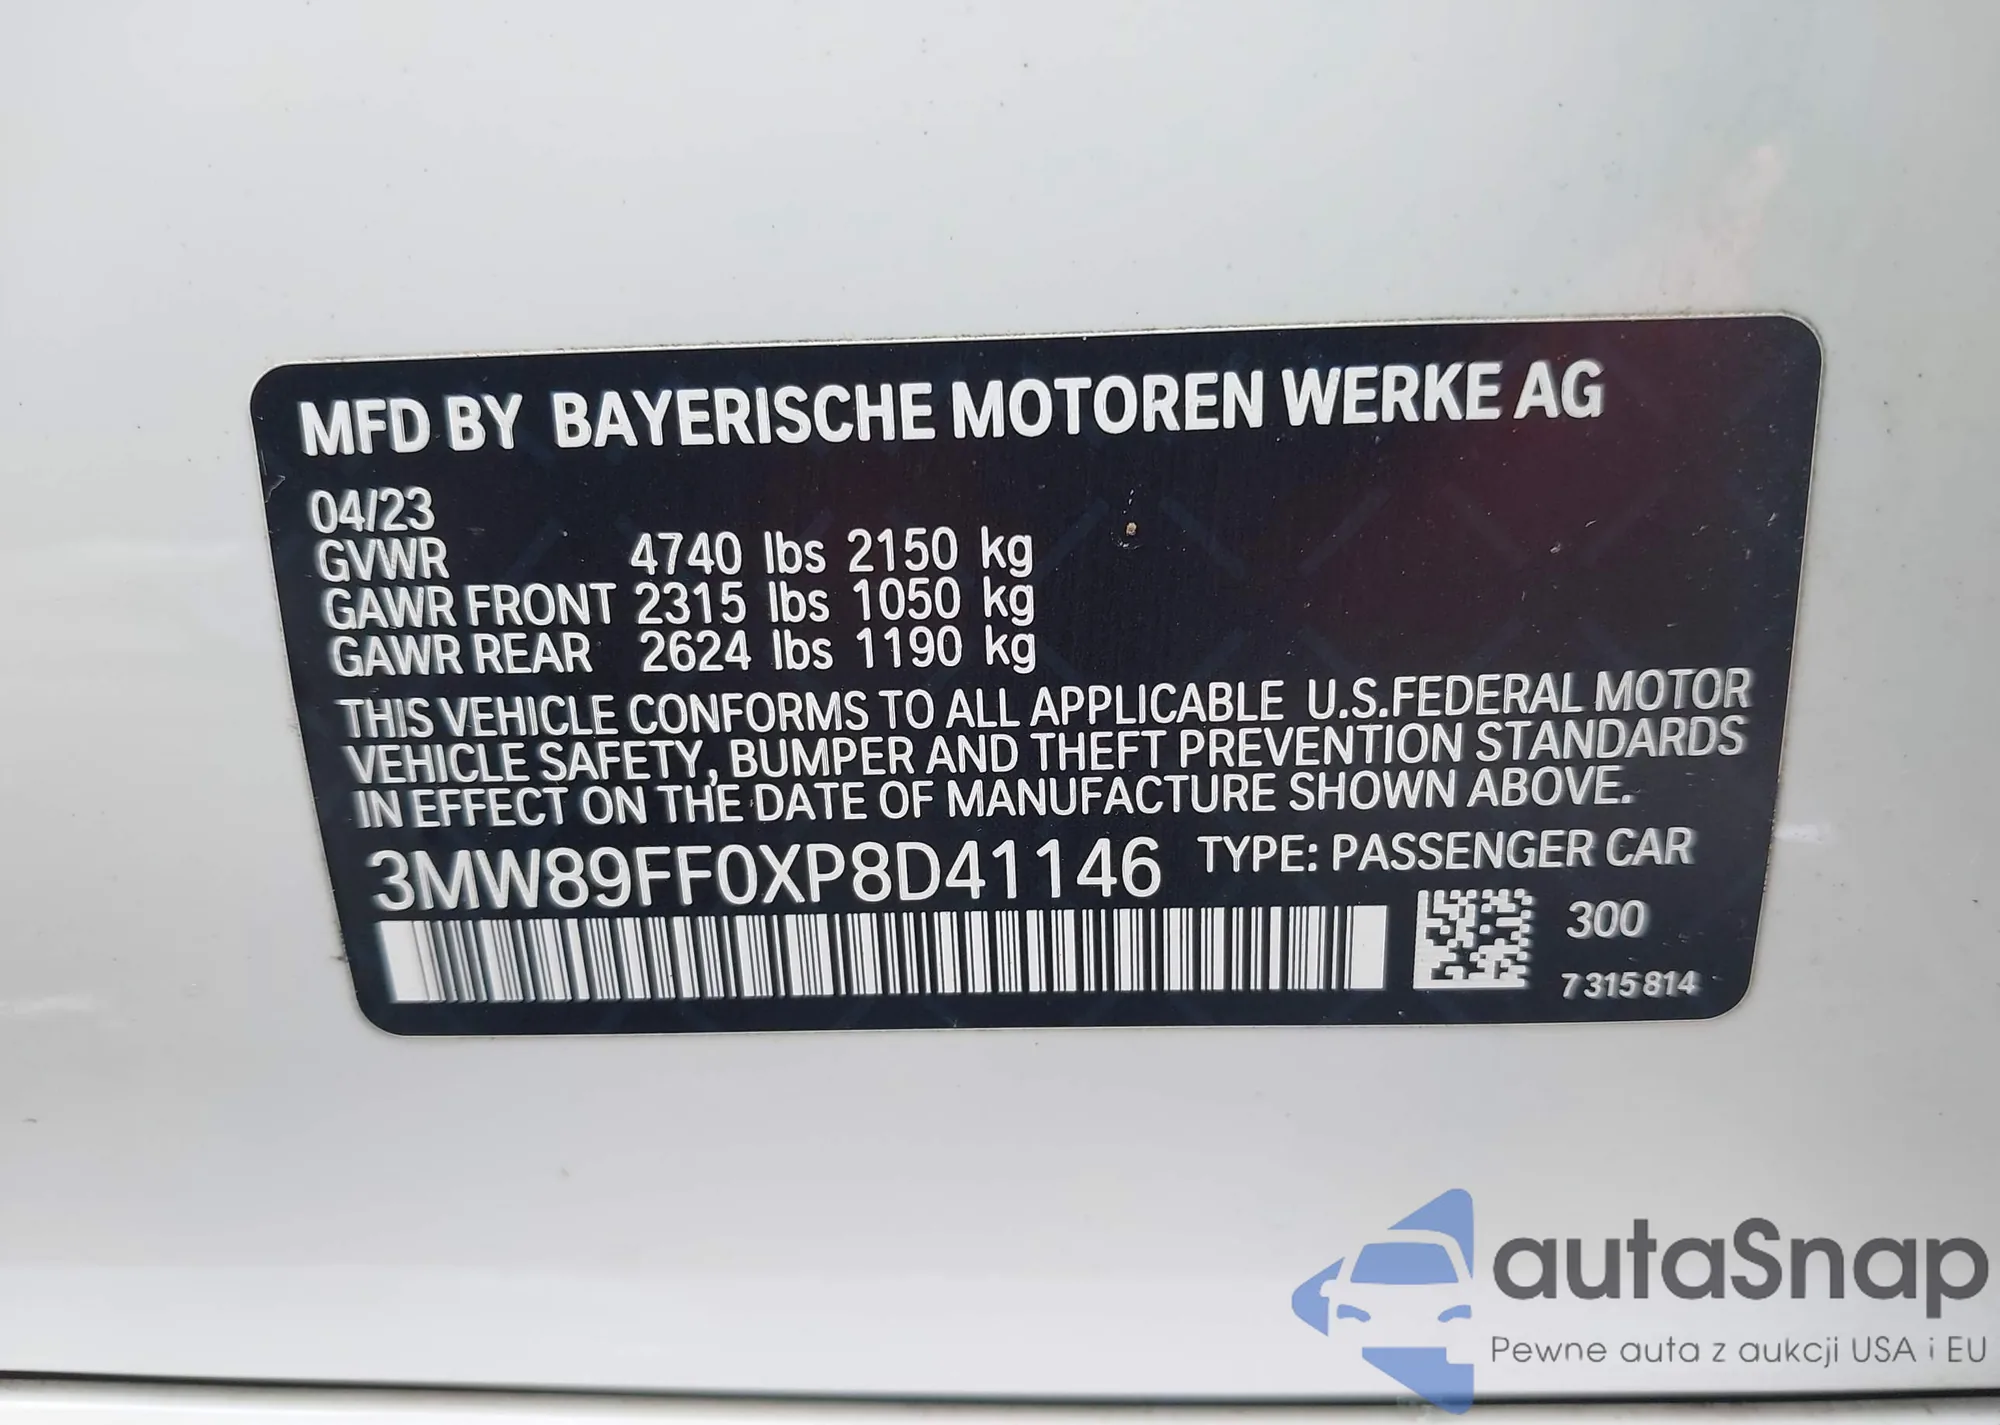 MFD BY BAYERISCHE MOTOREN WERKE AG
04/23
GVWR 4740 lbs 2150 kg
GAWR FRONT 2315 lbs 1050 kg
GAWR REAR 2624 lbs 1190 kg
THIS VEHICLE CONFORMS TO ALL APPLICABLE U.S.FEDERAL MOTOR
VEHICLE SAFETY, BUMPER AND THEFT PREVENTION STANDARDS
IN EFFECT ON THE DATE OF MANUFACTURE SHOWN ABOVE.
3MW89FF0XP8D41146 TYPE: PASSENGER CAR
300
7 315 814
autaSnap
Pewne auta z aukcji USA i EU